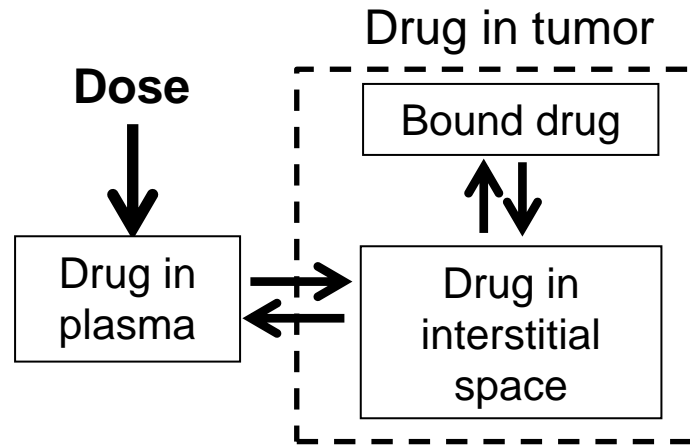 Drug in tumor
Dose
Bound drug
Drug in
plasma
Drug in
interstitial
space